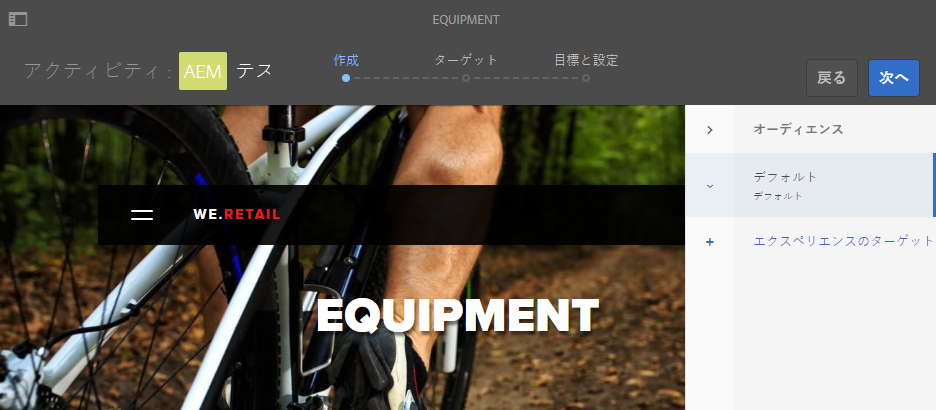 EQUIPMENT
アクティビティ : AEM テス
作成 ターゲット 目標と設定
戻る 次へ
オーディエンス
デフォルト
デフォルト
エクスペリエンスのターゲット
WE.RETAIL
EQUIPMENT